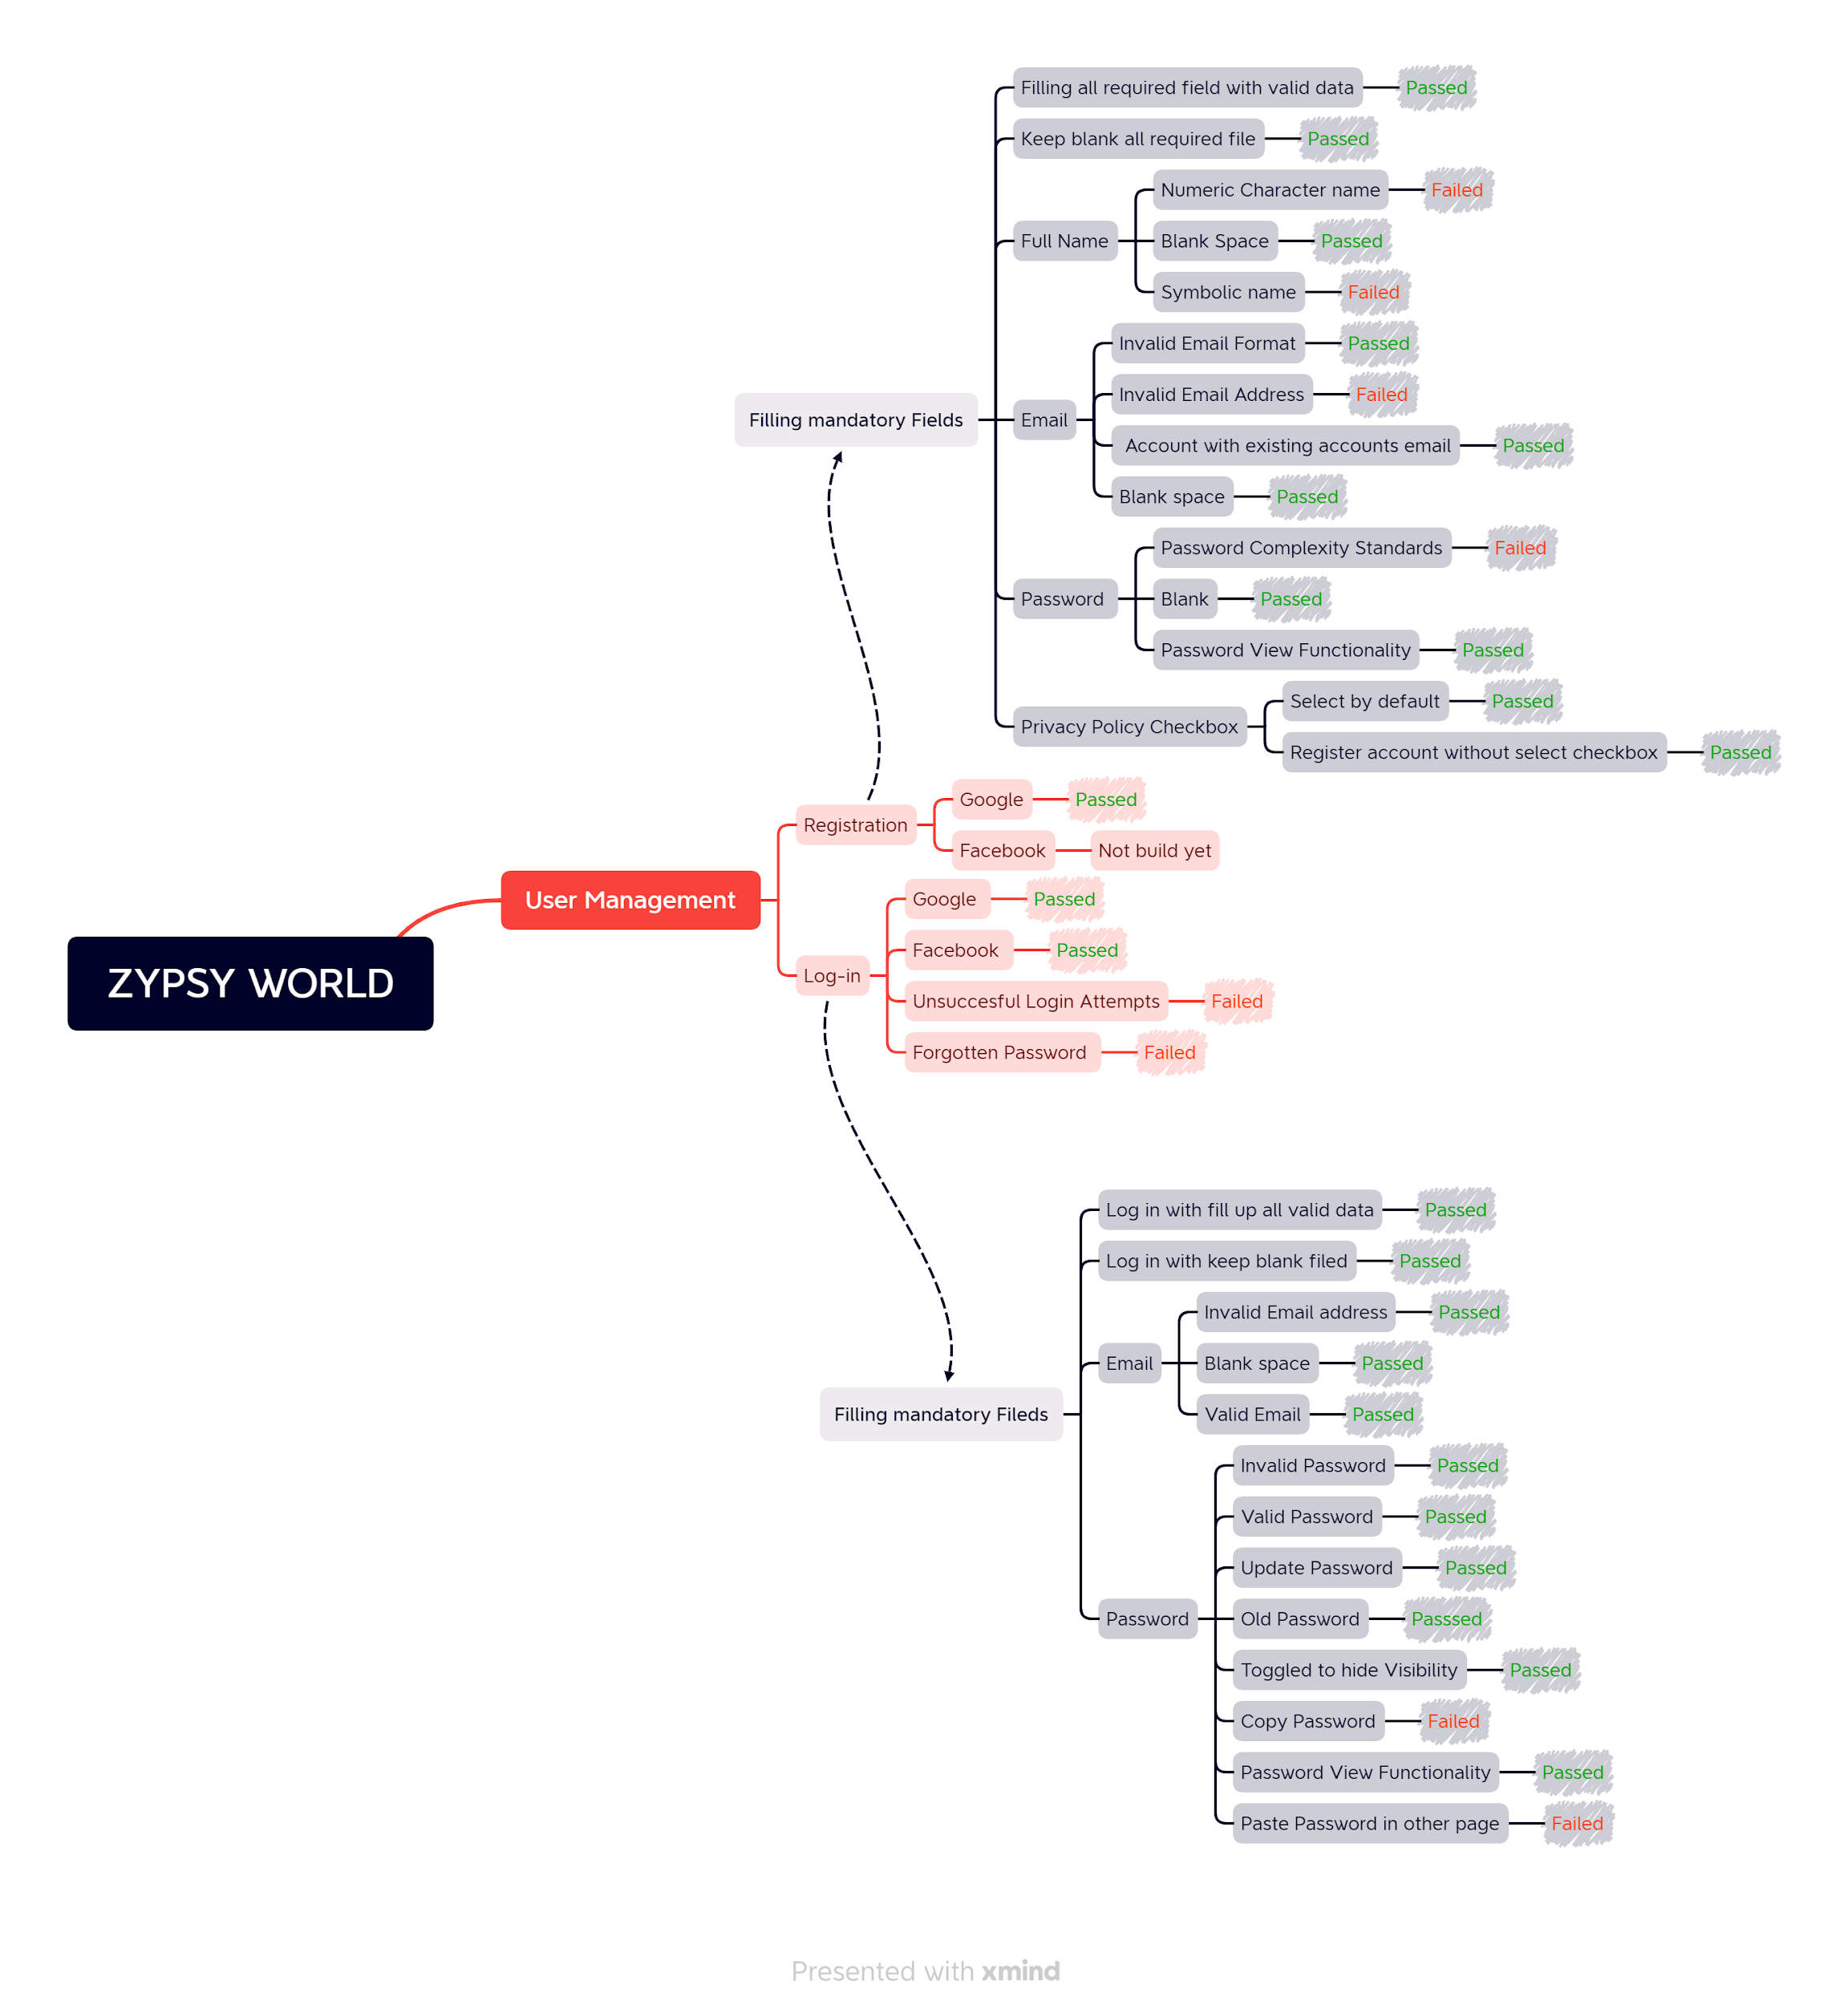 Filling all required field with valid data
Passed
Keep blank all required file
Passed
Full Name
Numeric Character name
Failed
Blank Space
Passed
Symbolic name
Failed
Filling mandatory Fields
Email
Invalid Email Format
Passed
Invalid Email Address
Failed
Account with existing accounts email
Passed
Blank space
Passed
Password
Password Complexity Standards
Failed
Blank
Passed
Password View Functionality
Passed
Privacy Policy Checkbox
Select by default
Passed
Register account without select checkbox
Passed
ZYPSY WORLD
User Management
Registration
Google
Passed
Facebook
Not build yet
Log-in
Google
Passed
Facebook
Passed
Unsuccesful Login Attempts
Failed
Forgotten Password
Failed
Filling mandatory Fileds
Log in with fill up all valid data
Passed
Log in with keep blank filed
Passed
Email
Invalid Email address
Passed
Blank space
Passed
Valid Email
Passed
Password
Invalid Password
Passed
Valid Password
Passed
Update Password
Passed
Old Password
Passsed
Toggled to hide Visibility
Passed
Copy Password
Failed
Password View Functionality
Passed
Paste Password in other page
Failed
Presented with xmind